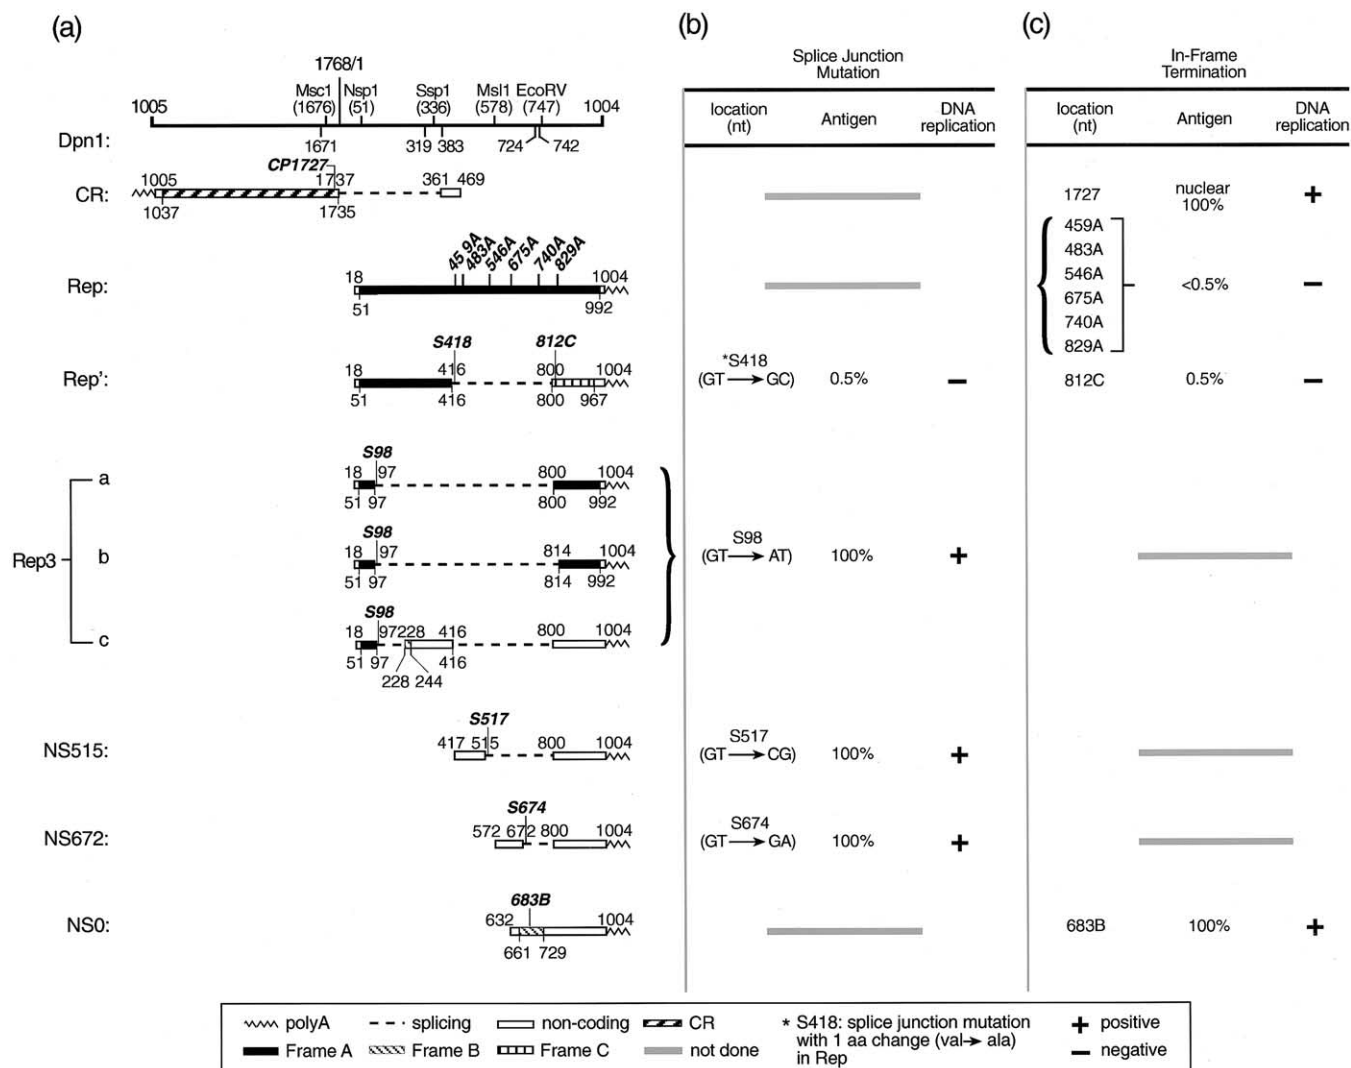 (a)
1768/1
Msc1 Nsp1 Ssp1 Msl1 EcoRV
1005 (1676) (51) (336) (578) (747) 1004
Dpn1: 1671 319 383 724 742
CP1727
CR: 1005 1737 361 469
1037 1735
459A 483A 546A 675A 740A 829A
Rep: 18 1004
51 992
S418 812C
Rep': 18 416 800 1004
51 416 800 967
Rep3
S98
a 18 97 800 1004
51 97 800 992
S98
b 18 97 814 1004
51 97 814 992
S98
c 18 97 228 416 800 1004
51 97 416
228 244
S517
NS515: 417 515 800 1004
S674
NS672: 572 672 800 1004
683B
NS0: 632 1004
661 729
(b)
Splice Junction
Mutation
location
(nt)
Antigen
DNA
replication
*S418
(GT → GC) 0.5% −
S98
(GT → AT) 100% +
S517
(GT → CG) 100% +
S674
(GT → GA) 100% +
(c)
In-Frame
Termination
location
(nt)
Antigen
DNA
replication
1727 nuclear
100% +
459A
483A
546A
675A
740A
829A
<0.5% −
812C 0.5% −
683B 100% +
polyA
splicing
non-coding
CR
Frame A
Frame B
Frame C
not done
* S418: splice junction mutation
with 1 aa change (val→ ala)
in Rep
+ positive
− negative